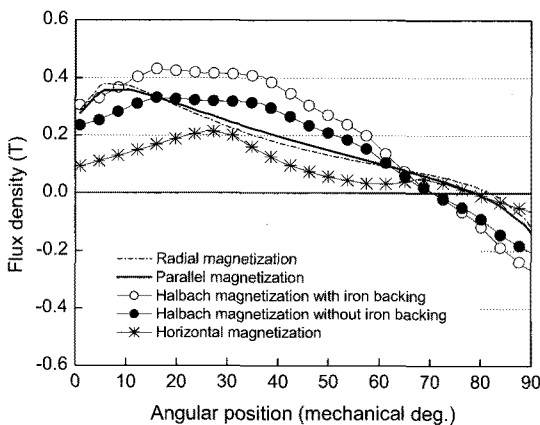 0.6
0.4
0.2
0.0
-0.2
-0.4
-0.6
Flux density (T)
Radial magnetization
Parallel magnetization
Halbach magnetization with iron backing
Halbach magnetization without iron backing
Horizontal magnetization
0 10 20 30 40 50 60 70 80 90
Angular position (mechanical deg.)